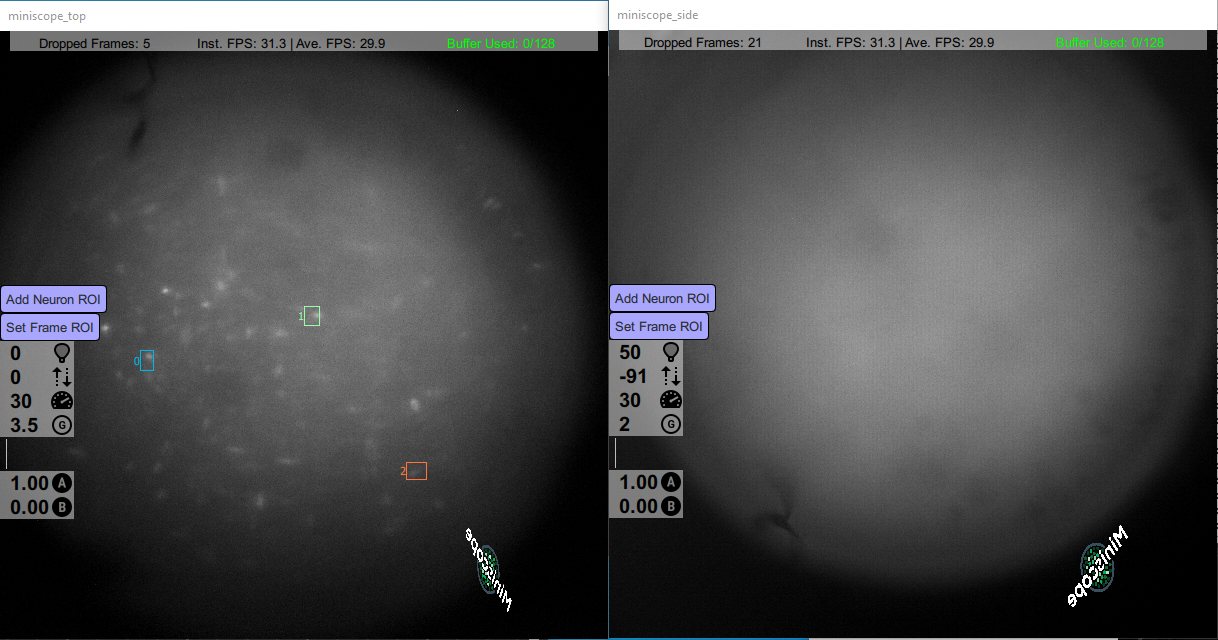 miniscope_top
Dropped Frames: 5 Inst. FPS: 31.3 | Ave. FPS: 29.9 Buffer Used: 0/128
Add Neuron ROI
Set Frame ROI
0
0
30
3.5 G
1.00 A
0.00 B
0
1
2
Miniscope
miniscope_side
Dropped Frames: 21 Inst. FPS: 31.3 | Ave. FPS: 29.9 Buffer Used: 0/128
Add Neuron ROI
Set Frame ROI
50
-91
30
2 G
1.00 A
0.00 B
Miniscope